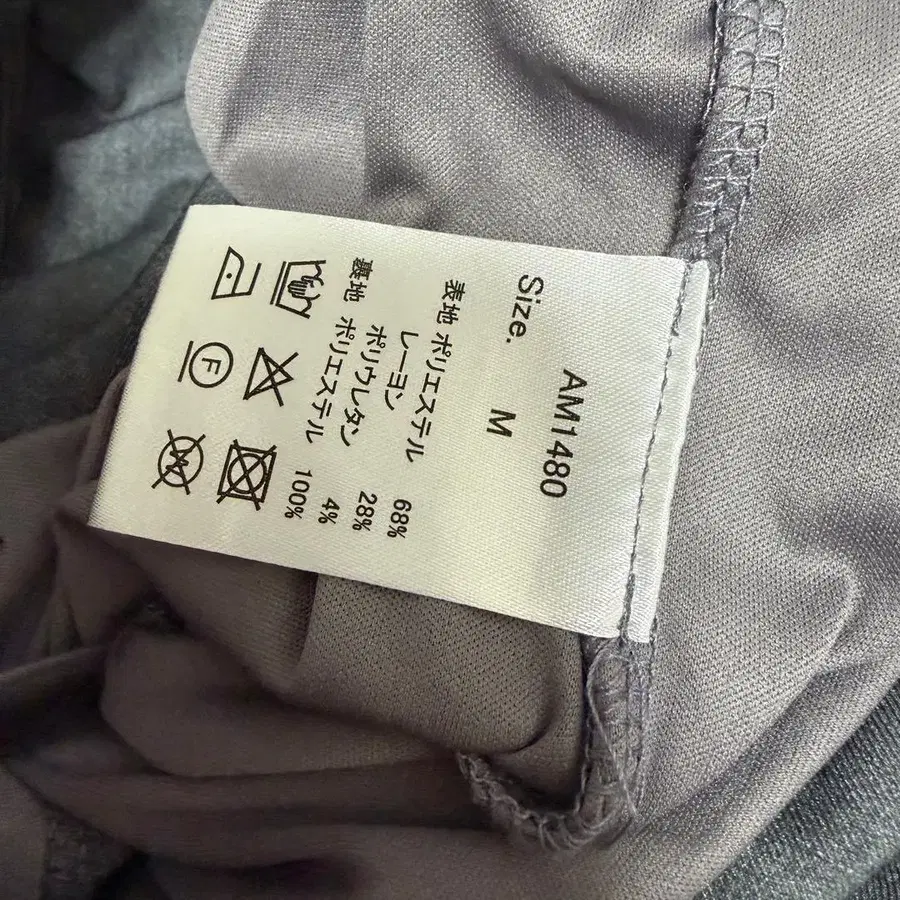 AM1480
Size. M
表地 ポリエステル 68%
レーヨン 28%
ポリウレタン 4%
裏地 ポリエステル 100%
F
W